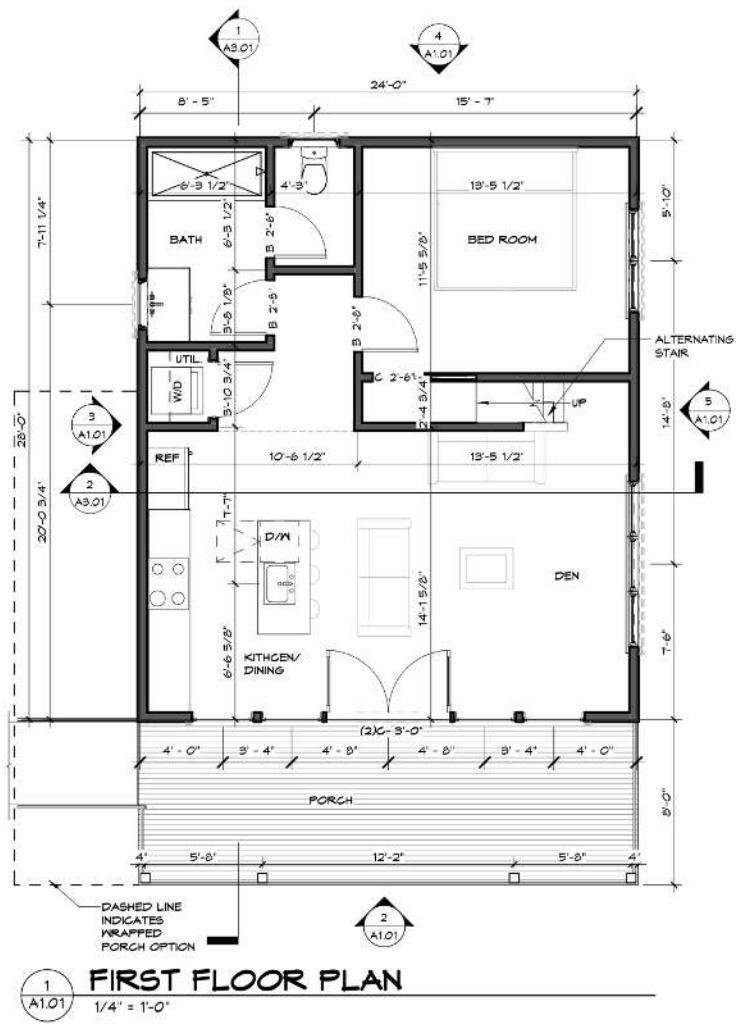 1
A3.01
4
A1.01
24'-0"
8' - 5"
15' - 7"
6'-3 1/2"
4'-3"
13'-5 1/2"
7'-11 1/4"
5'-10"
BATH
6'-3 1/2"
B 2'-6"
BED ROOM
11'-5 5/8"
3'-8 1/8"
B 2'-8"
B 2'-8"
ALTERNATING
STAIR
UTIL.
W/D
3'-10 3/4"
C 2'-6"
2'-4 3/4"
UP
3
A1.01
5
A1.01
28'-0"
14'-8"
REF
10'-6 1/2"
13'-5 1/2"
2
A3.01
20'-0 3/4"
7'-7"
D/W
DEN
14'-1 5/8"
6'-6 5/8"
KITHCEN/
DINING
7'-6"
(2)C- 3'-0"
4' - 0"
3' - 4"
4' - 8"
4' - 8"
3' - 4"
4' - 0"
PORCH
8'-0"
4"
5'-8"
12'-2"
5'-8"
4"
DASHED LINE
INDICATES
WRAPPED
PORCH OPTION
2
A1.01
1
A1.01
FIRST FLOOR PLAN
1/4" = 1'-0"